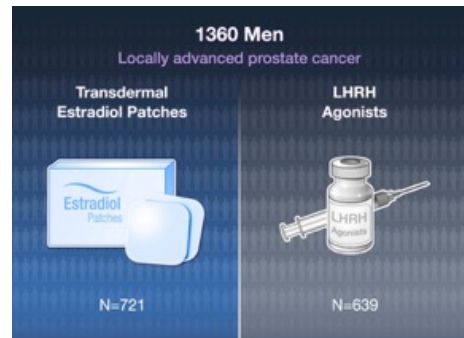 1360 Men
Locally advanced prostate cancer
Transdermal
Estradiol Patches
LHRH
Agonists
Estradiol
Patches
LHRH
Agonists
N=721
N=639